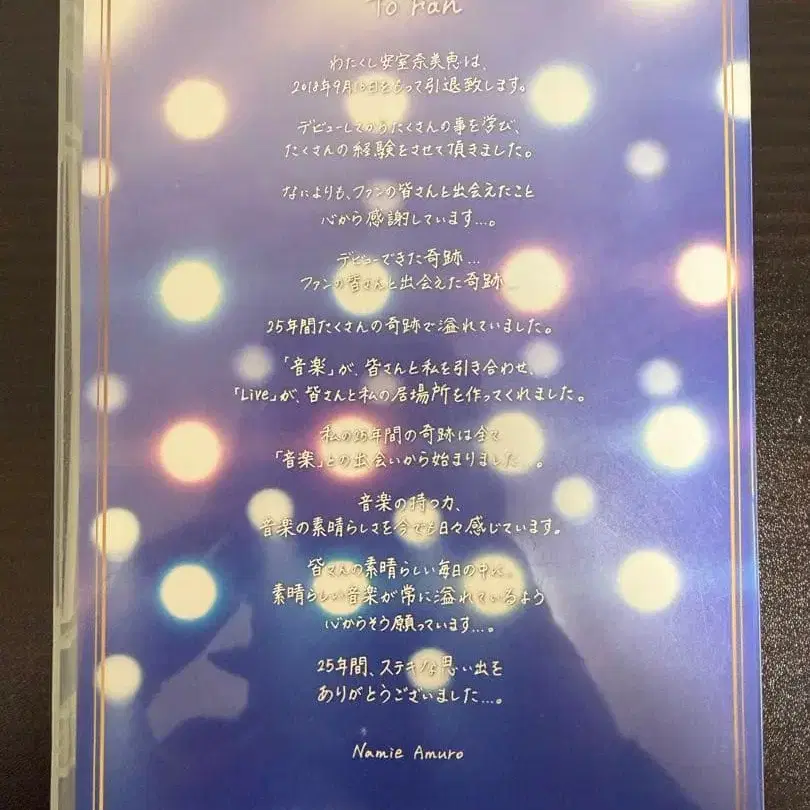 To Fan
わたくし安室奈美恵は、
2018年9月16日をもって引退致します。
デビューしてからたくさんの事を学び、
たくさんの経験をさせて頂きました。
なによりも、ファンの皆さんと出会えたこと
心から感謝しています…。
デビューできた奇跡…
ファンの皆さんと出会えた奇跡…
25年間たくさんの奇跡で溢れていました。
「音楽」が、皆さんと私を引き合わせ、
「Live」が、皆さんと私の居場所を作ってくれました。
私の25年間の奇跡は全て
「音楽」との出会いから始まりました…。
音楽の持つ力、
音楽の素晴らしさを今でも日々感じています。
皆さんの素晴らしい毎日の中に、
素晴らしい音楽が常に溢れているよう
心からそう願っています…。
25年間、ステキな思い出を
ありがとうございました…。
Namie Amuro